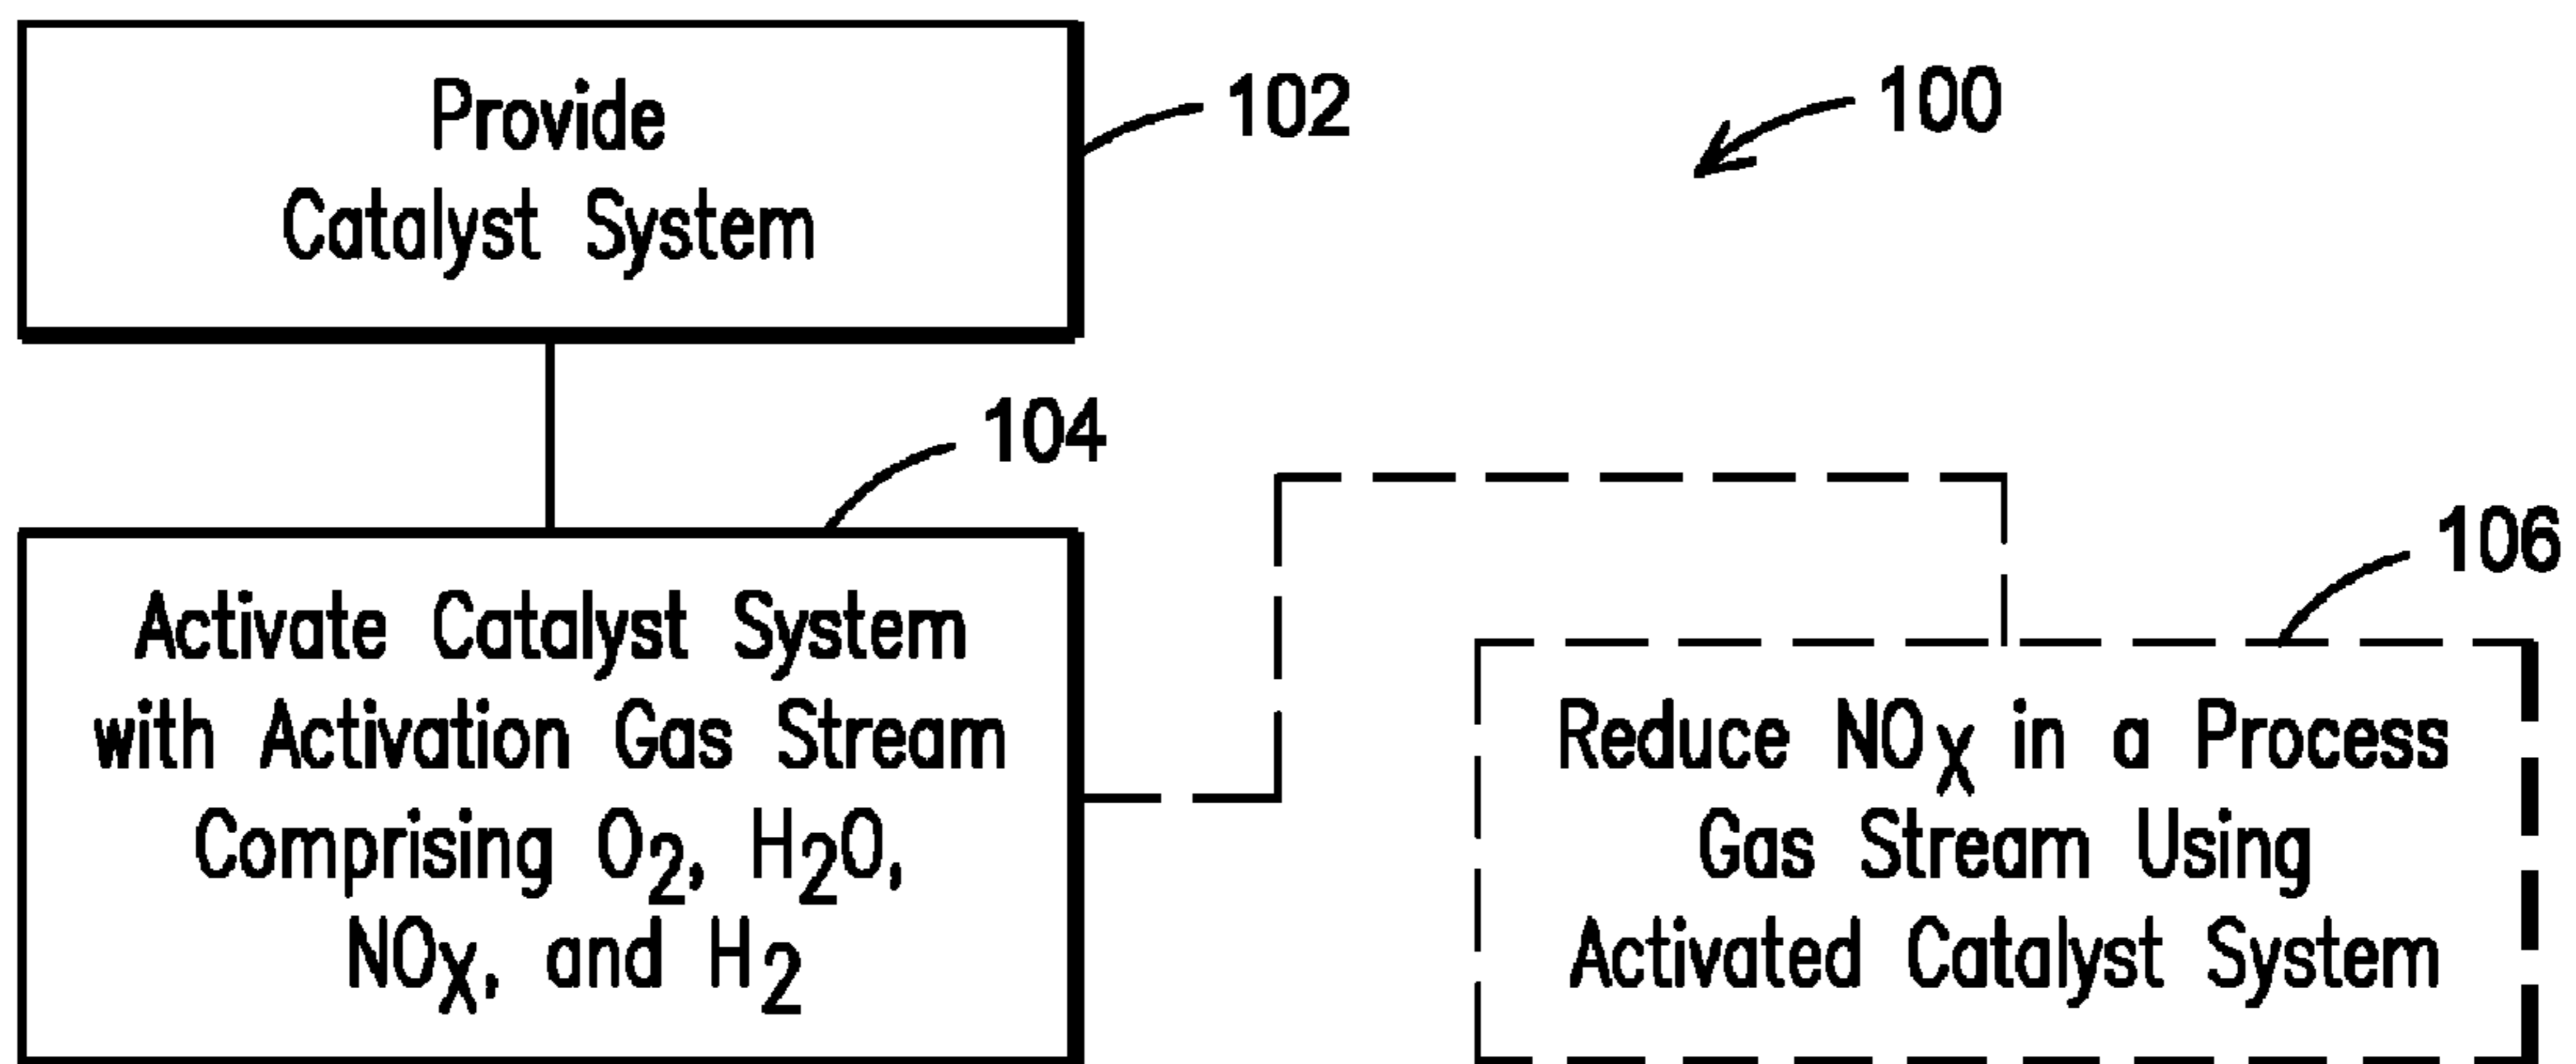 Provide
Catalyst System
102
100
104
Activate Catalyst System
with Activation Gas Stream
Comprising O2, H2O,
NOX, and H2
106
Reduce NOX in a Process
Gas Stream Using
Activated Catalyst System